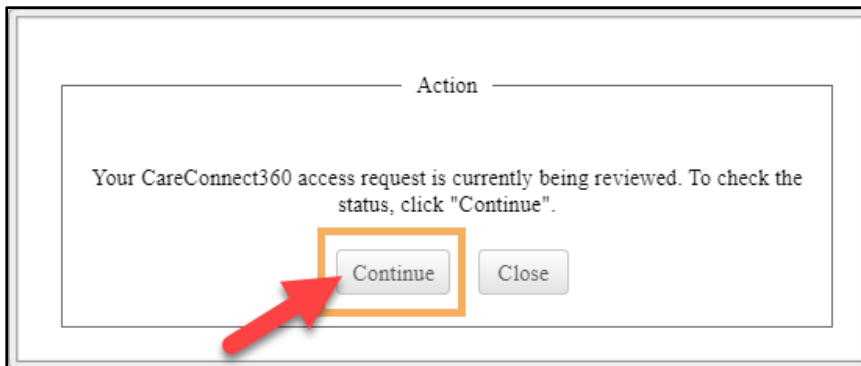 Action
Your CareConnect360 access request is currently being reviewed. To check the
status, click "Continue".
Continue Close